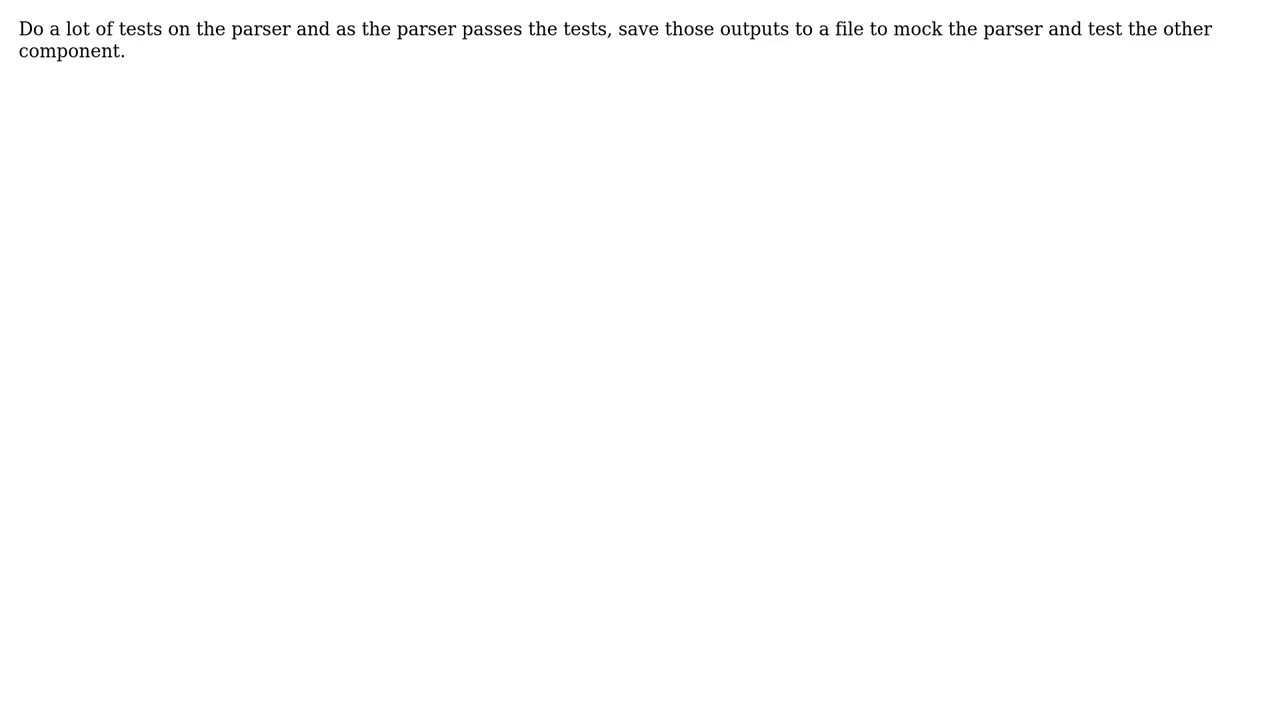 Do a lot of tests on the parser and as the parser passes the tests, save those outputs to a file to mock the parser and test the other
component.